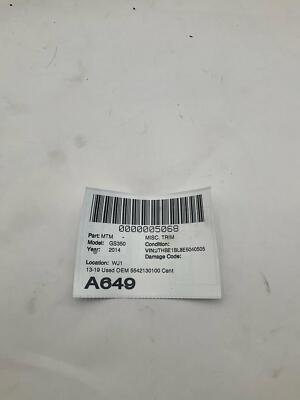 0000005068
Part: MTM - MISC. TRIM
Model: GS350 Condition:
Year: 2014 VIN:JTHBE1BL8E5040505
Damage Code:
Location: WJ1
13-19 Used OEM 5542130100 Cent
A649